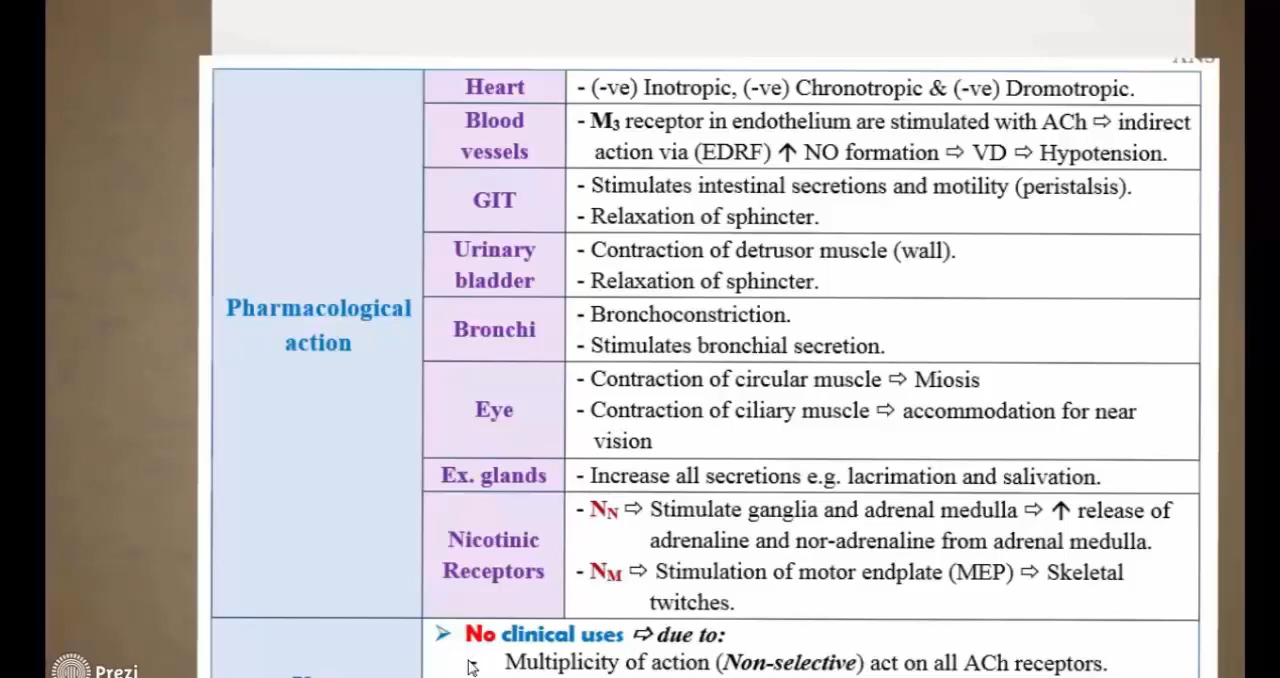 ANS
Heart
- (-ve) Inotropic, (-ve) Chronotropic & (-ve) Dromotropic.
Blood
vessels
- M₃ receptor in endothelium are stimulated with ACh ⇨ indirect
action via (EDRF) ↑ NO formation ⇨ VD ⇨ Hypotension.
GIT
- Stimulates intestinal secretions and motility (peristalsis).
- Relaxation of sphincter.
Urinary
bladder
- Contraction of detrusor muscle (wall).
- Relaxation of sphincter.
Pharmacological
action
Bronchi
- Bronchoconstriction.
- Stimulates bronchial secretion.
Eye
- Contraction of circular muscle ⇨ Miosis
- Contraction of ciliary muscle ⇨ accommodation for near
vision
Ex. glands
- Increase all secretions e.g. lacrimation and salivation.
Nicotinic
Receptors
- N_N ⇨ Stimulate ganglia and adrenal medulla ⇨ ↑ release of
adrenaline and nor-adrenaline from adrenal medulla.
- N_M ⇨ Stimulation of motor endplate (MEP) ⇨ Skeletal
twitches.
➢ No clinical uses ⇨ due to:
Multiplicity of action (Non-selective) act on all ACh receptors.
Prezi